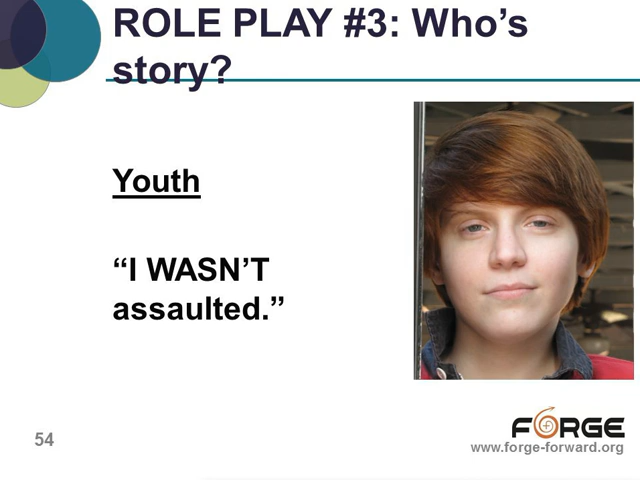 ROLE PLAY #3: Who’s
story?
Youth
“I WASN’T
assaulted.”
54
FORGE
www.forge-forward.org